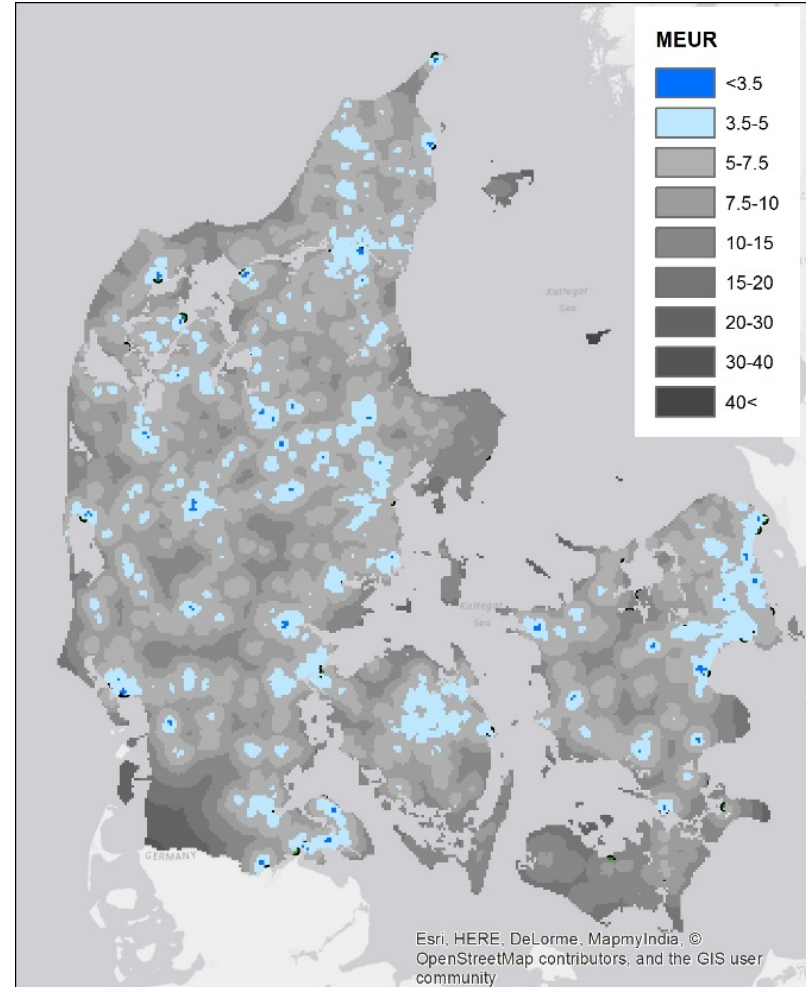 MEUR
<3.5
3.5-5
5-7.5
7.5-10
10-15
15-20
20-30
30-40
40<
Kattegat
Sea
Kattegat
Sea
GERMANY
Esri, HERE, DeLorme, MapmyIndia, ©
OpenStreetMap contributors, and the GIS user
community